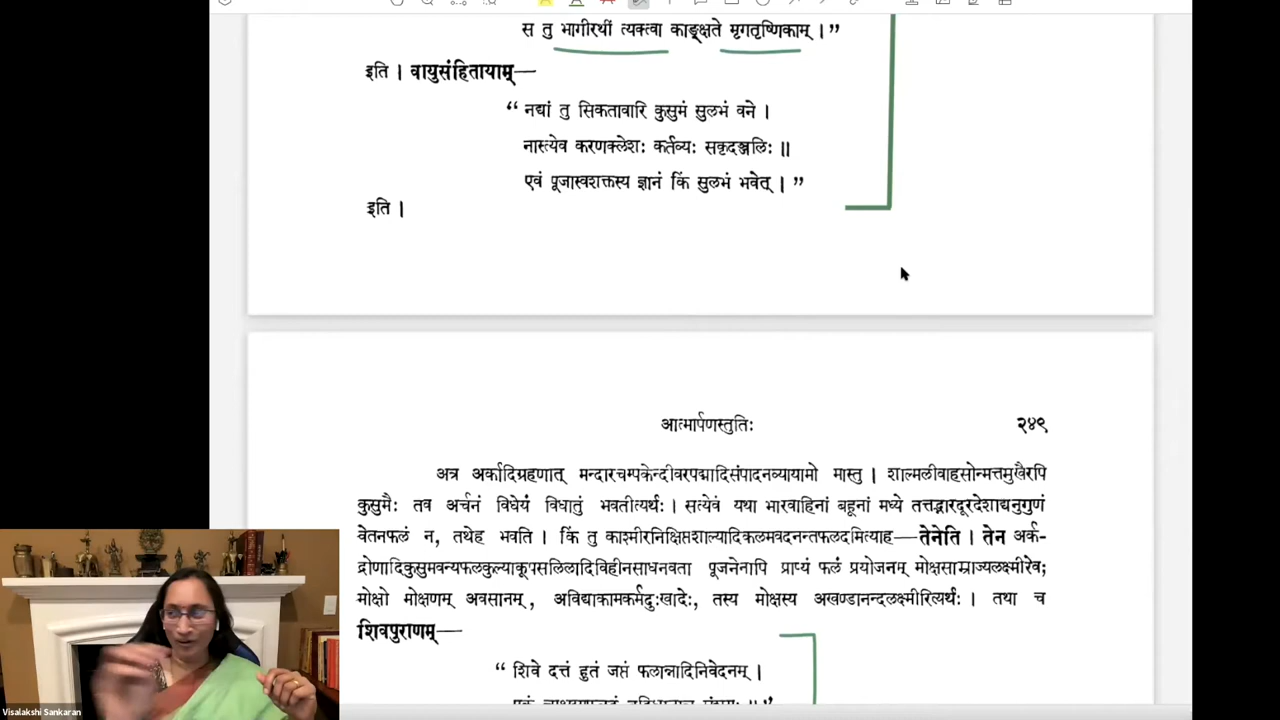 स तु भागीरथीं त्यक्त्वा काङ्क्षते मृगतृष्णिकाम् । ”
इति । वायुसंहितायाम्—
“ नद्यां तु सिकतावारि कुसुमं सुलभं वने ।
नास्त्येव करणक्लेशः कर्तव्यः सकृदञ्जलिः ॥
एवं पूजास्वशक्तस्य ज्ञानं किं सुलभं भवेत् । ”
इति ।
आत्मार्पणस्तुतिः २४९
अत्र अर्कादिग्रहणात् मन्दारचम्पकेन्दीवरपद्मादिसंपादनव्यायामो मास्तु । शाल्मलीवाहसोन्मत्तमुखैरपि
कुसुमैः तव अर्चनं विधेयं विधातुं भवतीत्यर्थः । सत्येवं यथा भारवाहिनां बहूनां मध्ये तत्तद्भारदूरदेशाद्यनुगुणं
वेतनफलं न, तथेह भवति । किं तु काश्मीरनिक्षिप्तशाल्यादिकलमवदनन्तफलदमित्याह—तेनेति । तेन अर्क-
द्रोणादिकुसुमवन्यफलकुल्याकूपसलिलादिविहीनसाधनवता पूजनेनापि प्राप्यं फलं प्रयोजनम् मोक्षसाम्राज्यलक्ष्मीरेव;
मोक्षो मोक्षणम् अवसानम्, अविद्याकामकर्मदुःखादेः, तस्य मोक्षस्य अखण्डानन्दलक्ष्मीरित्यर्थः । तथा च
शिवपुराणम्—
“ शिवे दत्तं हुतं जप्तं फलान्नादिनिवेदनम् ।
Visalakshi Sankaran